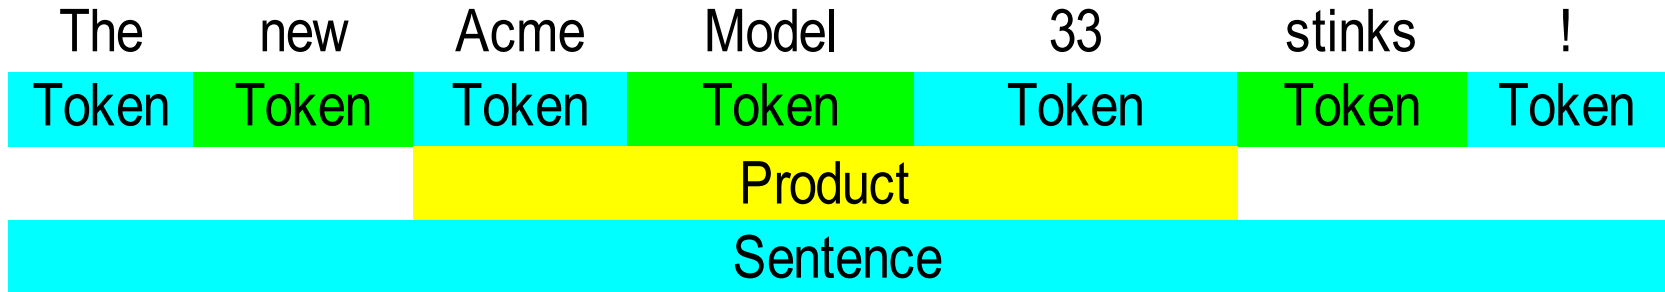 The new Acme Model 33 stinks !
Token Token Token Token Token Token Token
Product
Sentence